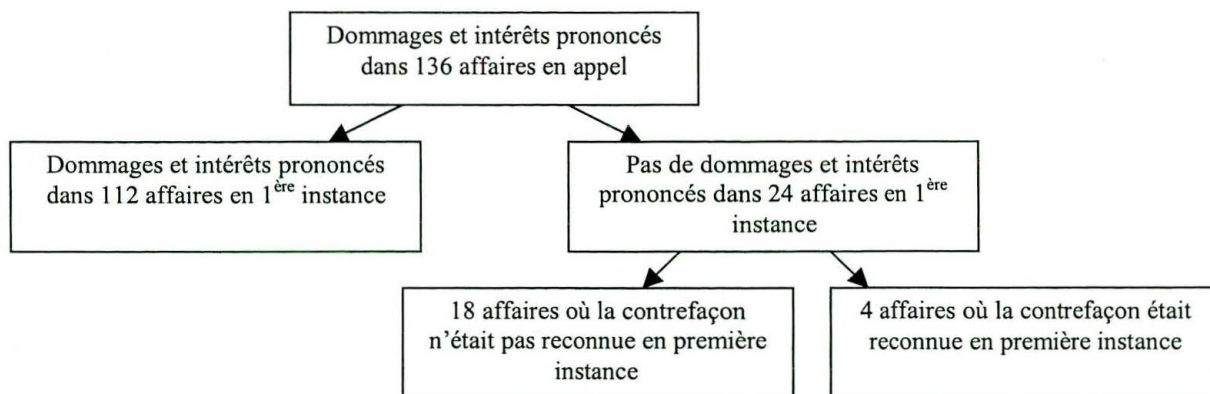 Dommages et intérêts prononcés
dans 136 affaires en appel
Dommages et intérêts prononcés
dans 112 affaires en 1ère instance
Pas de dommages et intérêts
prononcés dans 24 affaires en 1ère
instance
18 affaires où la contrefaçon
n'était pas reconnue en première
instance
4 affaires où la contrefaçon était
reconnue en première instance